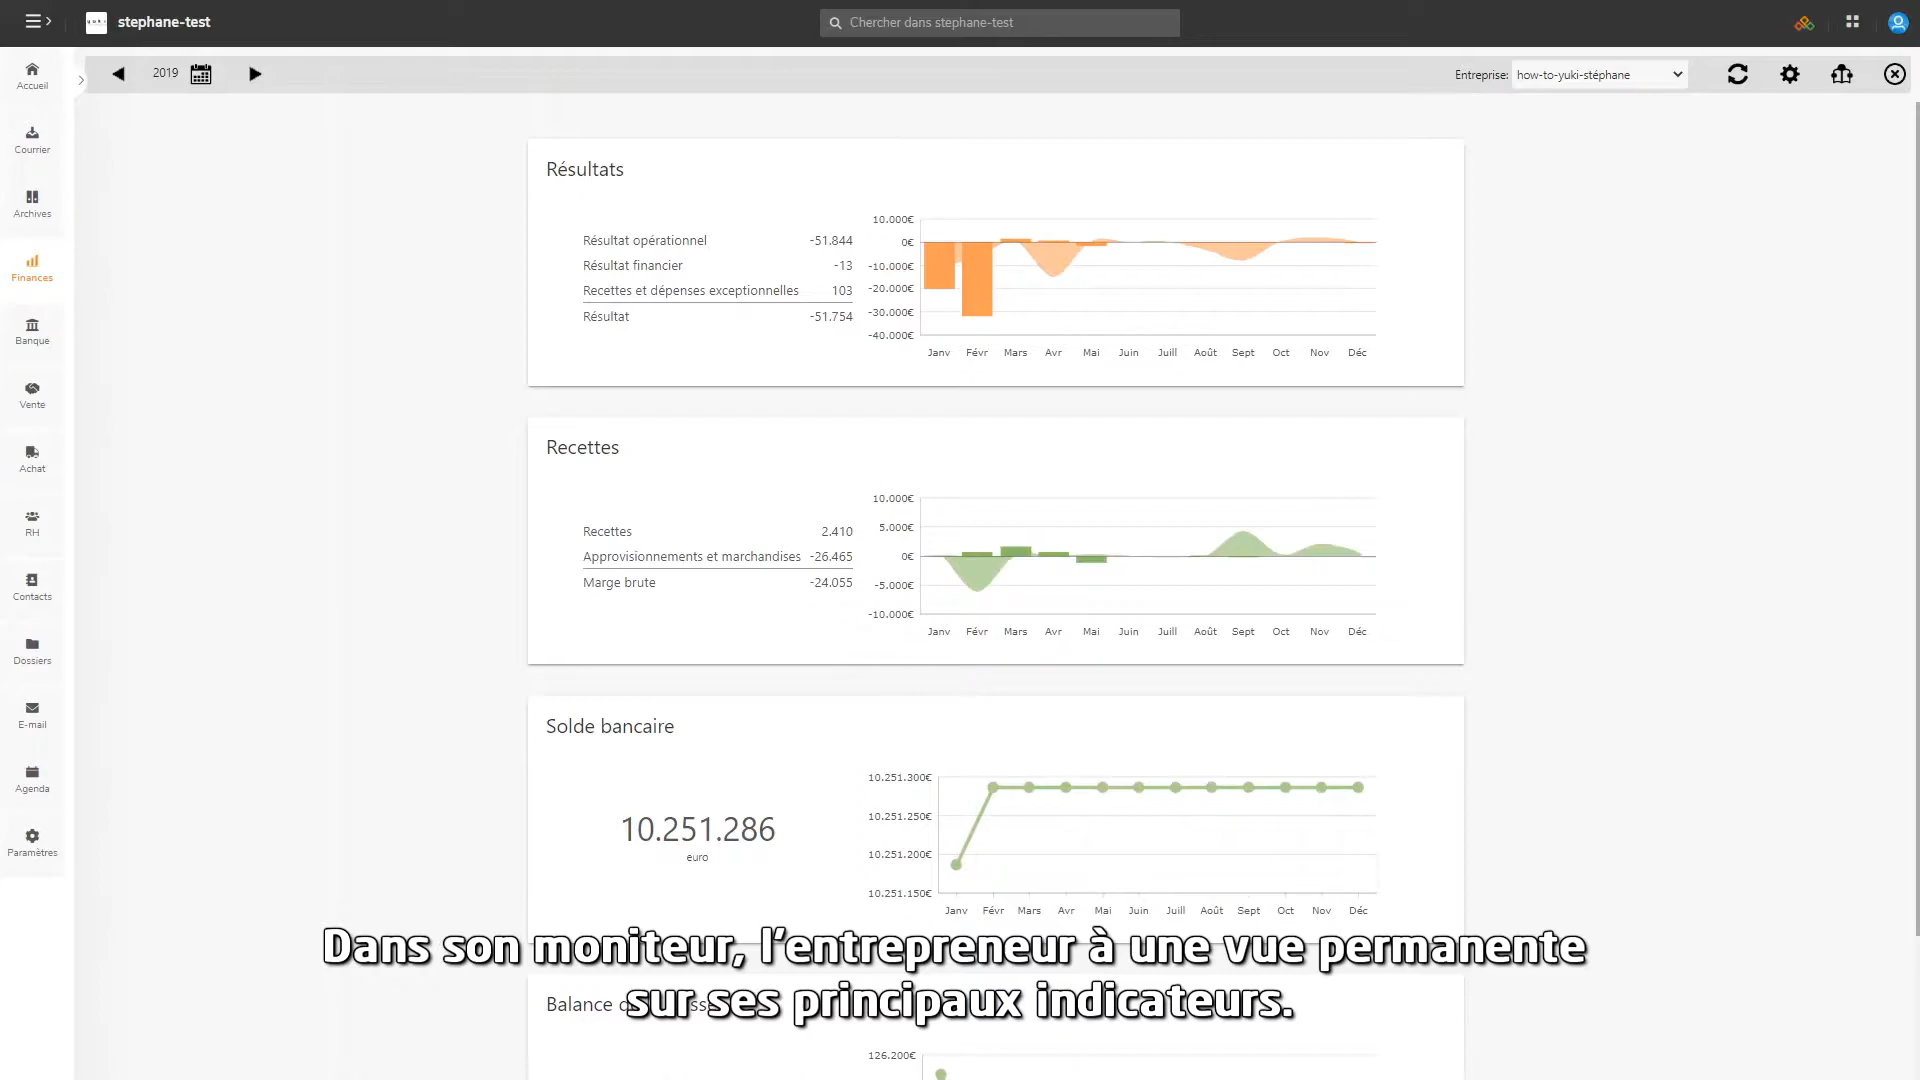 yuki
stephane-test
Chercher dans stephane-test
2019
Entreprise:
how-to-yuki-stéphane
Accueil
Courrier
Archives
Finances
Banque
Vente
Achat
RH
Contacts
Dossiers
E-mail
Agenda
Paramètres
Résultats
Résultat opérationnel -51.844
Résultat financier -13
Recettes et dépenses exceptionnelles 103
Résultat -51.754
10.000€
0€
-10.000€
-20.000€
-30.000€
-40.000€
Janv Févr Mars Avr Mai Juin Juill Août Sept Oct Nov Déc
Recettes
Recettes 2.410
Approvisionnements et marchandises -26.465
Marge brute -24.055
10.000€
5.000€
0€
-5.000€
-10.000€
Janv Févr Mars Avr Mai Juin Juill Août Sept Oct Nov Déc
Solde bancaire
10.251.286
euro
10.251.300€
10.251.250€
10.251.200€
10.251.150€
Janv Févr Mars Avr Mai Juin Juill Août Sept Oct Nov Déc
Dans son moniteur, l'entrepreneur à une vue permanente
sur ses principaux indicateurs.
Balance
126.200€